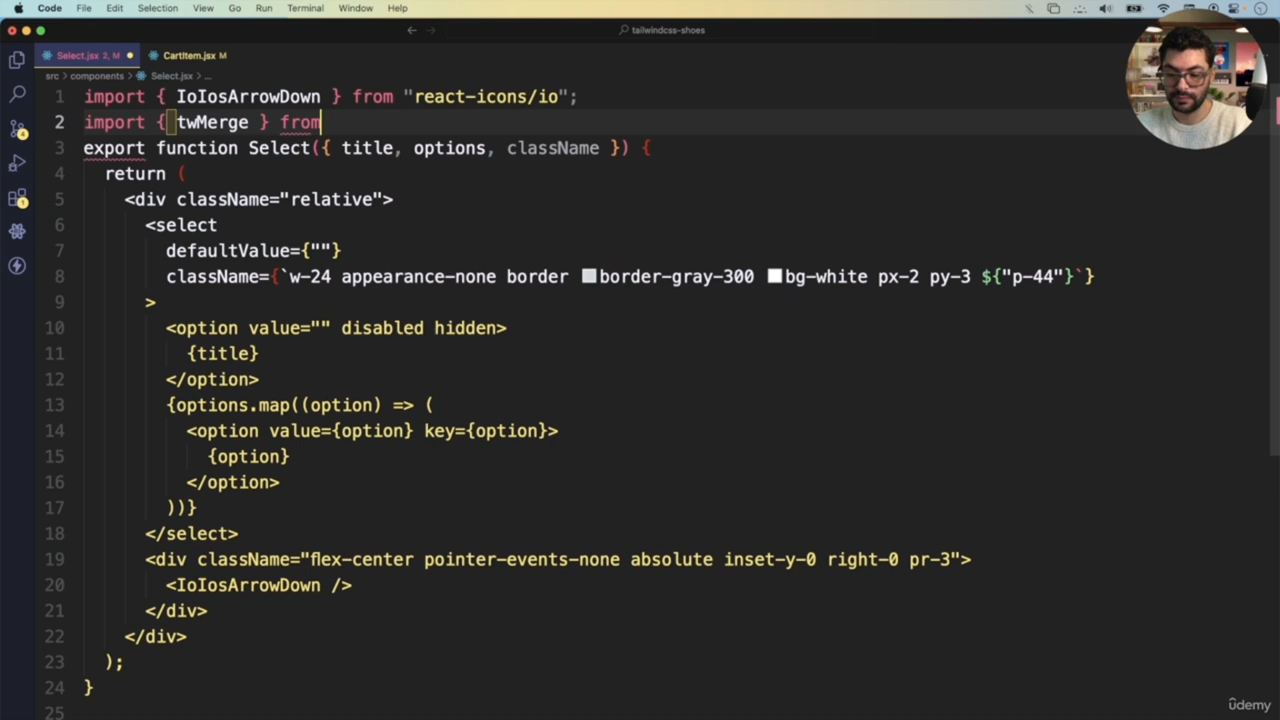 Code File Edit Selection View Go Run Terminal Window Help
tailwindcss-shoes
Select.jsx 2, M CartItem.jsx M
src > components > Select.jsx > ...
1 import { IoIosArrowDown } from "react-icons/io";
2 import { twMerge } from
3 export function Select({ title, options, className }) {
4 return (
5 <div className="relative">
6 <select
7 defaultValue={""}
8 className={`w-24 appearance-none border border-gray-300 bg-white px-2 py-3 ${"p-44"}`}
9 >
10 <option value="" disabled hidden>
11 {title}
12 </option>
13 {options.map((option) => (
14 <option value={option} key={option}>
15 {option}
16 </option>
17 ))}
18 </select>
19 <div className="flex-center pointer-events-none absolute inset-y-0 right-0 pr-3">
20 <IoIosArrowDown />
21 </div>
22 </div>
23 );
24 }
25
4
1
ûdemy